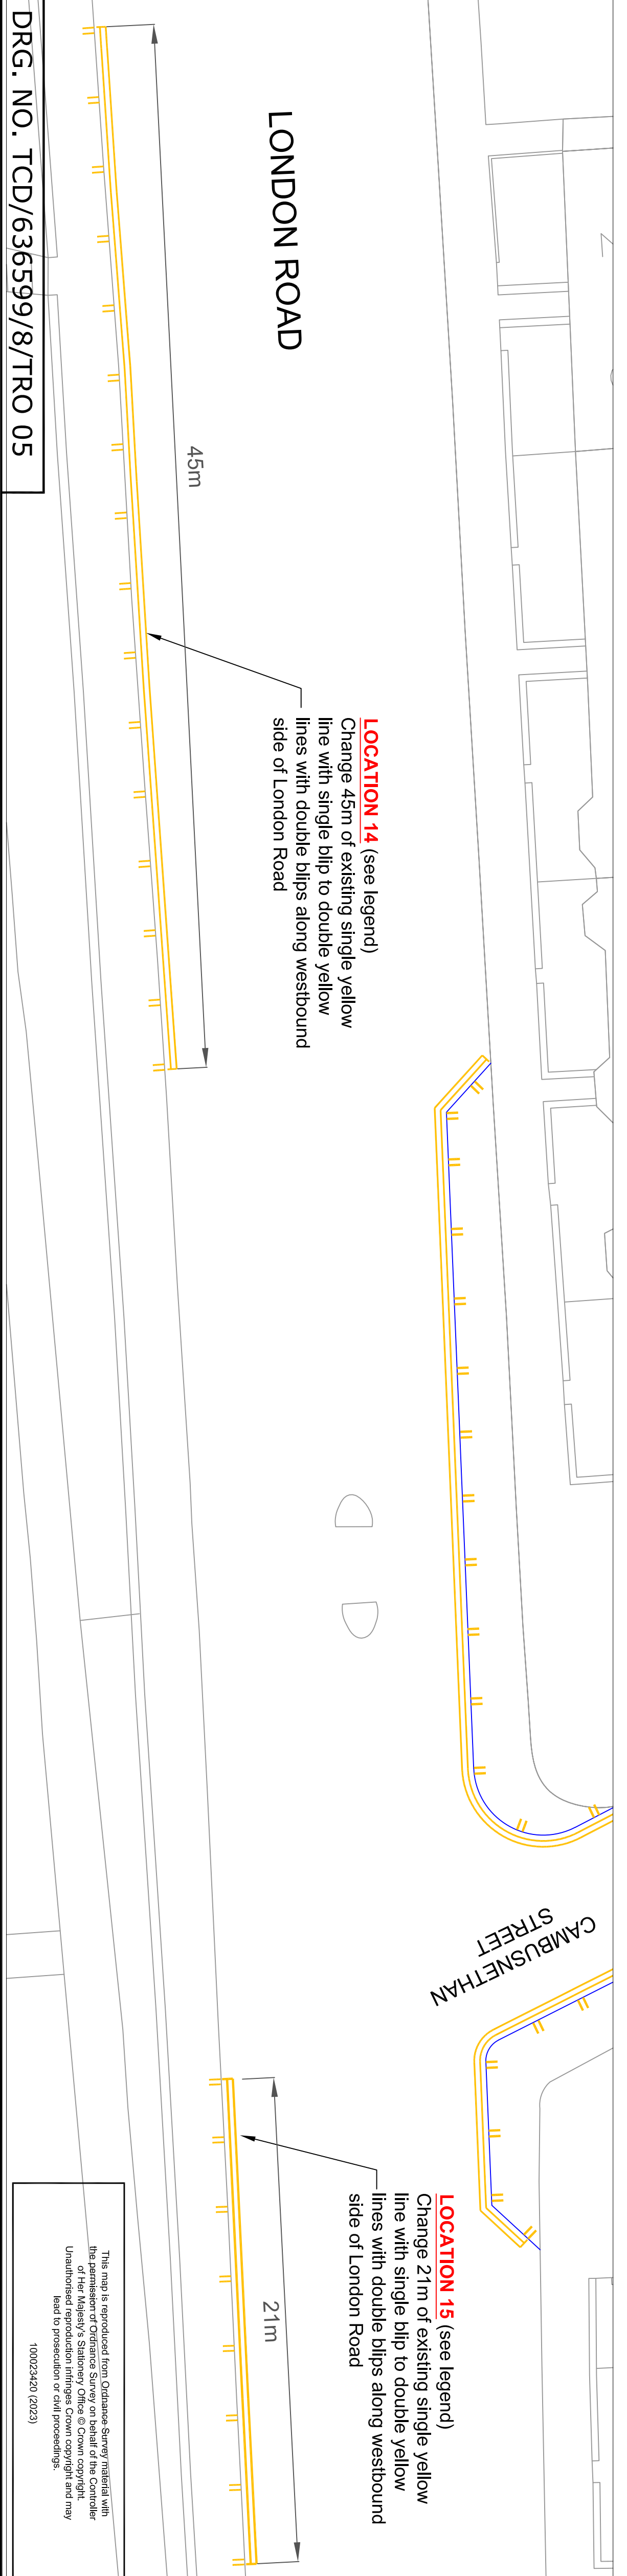 LONDON ROAD
45m
LOCATION 14 (see legend)
Change 45m of existing single yellow
line with single blip to double yellow
lines with double blips along westbound
side of London Road
CAMBUSNETHAN
STREET
LOCATION 15 (see legend)
Change 21m of existing single yellow
line with single blip to double yellow
lines with double blips along westbound
side of London Road
21m
DRG. NO. TCD/636599/8/TRO 05
This map is reproduced from Ordnance Survey material with
the permission of Ordnance Survey on behalf of the Controller
of Her Majesty's Stationery Office © Crown copyright.
Unauthorised reproduction infringes Crown copyright and may
lead to prosecution or civil proceedings.
100023420 (2023)